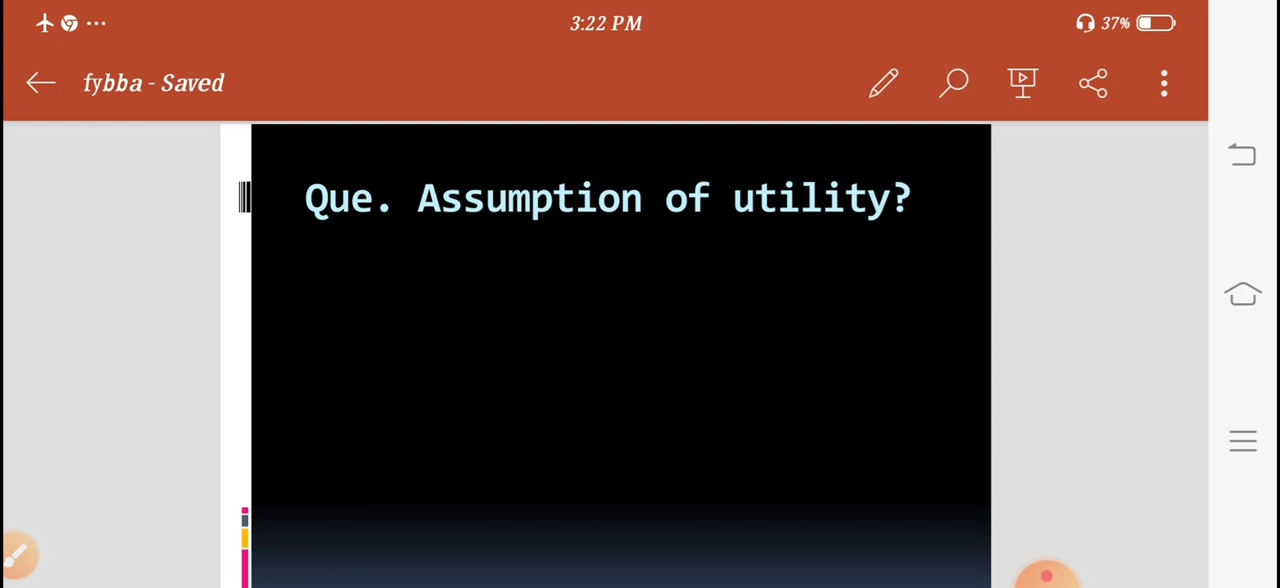 3:22 PM
37%
fybba - Saved
Que. Assumption of utility?